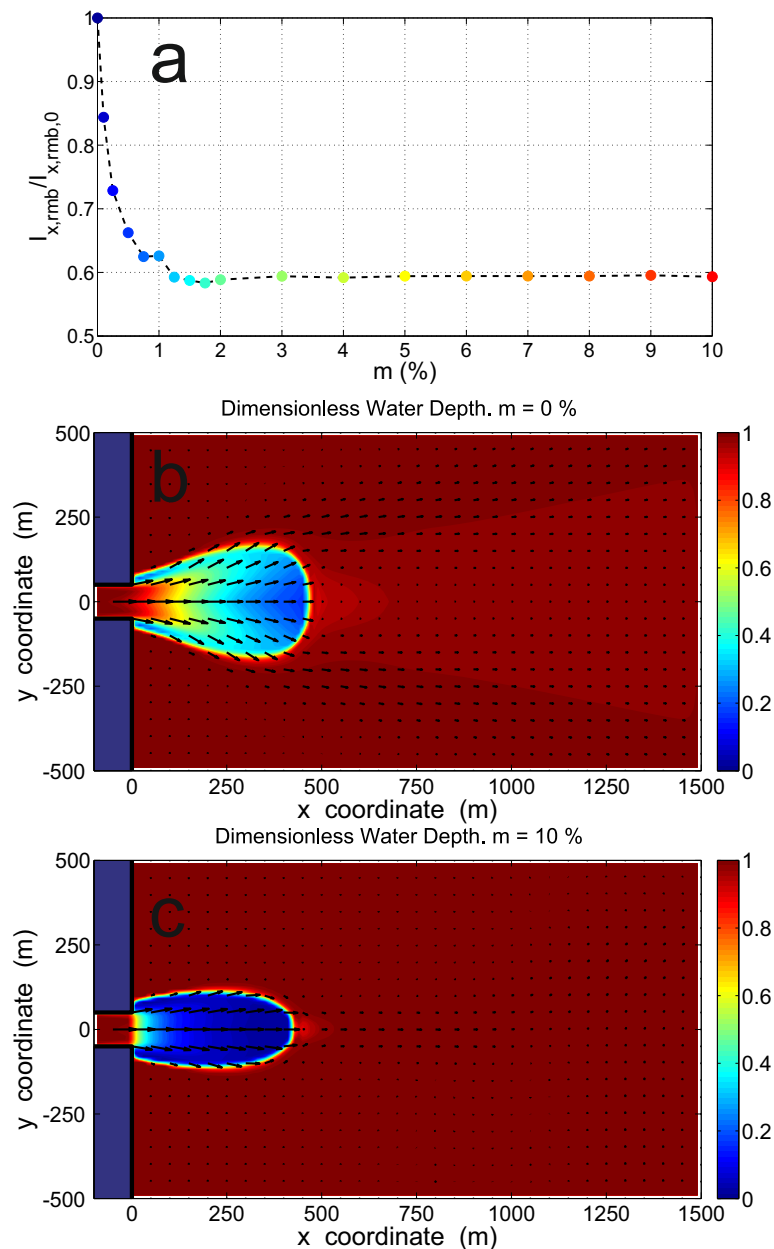 a
I_x,rmb/I_x,rmb,0
1
0.9
0.8
0.7
0.6
0.5
0 1 2 3 4 5 6 7 8 9 10
m (%)
Dimensionless Water Depth. m = 0 %
b
y coordinate (m)
500
250
0
-250
-500
0 250 500 750 1000 1250 1500
x coordinate (m)
1
0.8
0.6
0.4
0.2
0
Dimensionless Water Depth. m = 10 %
c
y coordinate (m)
500
250
0
-250
-500
0 250 500 750 1000 1250 1500
x coordinate (m)
1
0.8
0.6
0.4
0.2
0